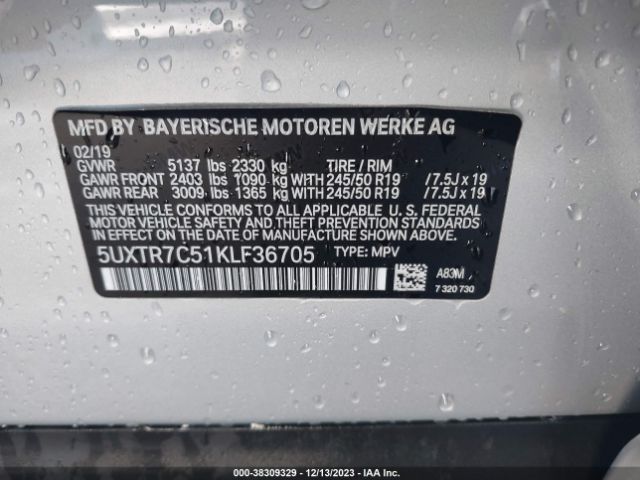 MFD BY BAYERISCHE MOTOREN WERKE AG
02/19
GVWR 5137 lbs 2330 kg TIRE / RIM
GAWR FRONT 2403 lbs 1090 kg WITH 245/50 R19 /7.5J x 19
GAWR REAR 3009 lbs 1365 kg WITH 245/50 R19 /7.5J x 19
THIS VEHICLE CONFORMS TO ALL APPLICABLE U. S. FEDERAL
MOTOR VEHICLE SAFETY AND THEFT PREVENTION STANDARDS
IN EFFECT ON THE DATE OF MANUFACTURE SHOWN ABOVE.
5UXTR7C51KLF36705 TYPE: MPV
A83M
7 320 730
000-38309329 - 12/13/2023 - IAA Inc.